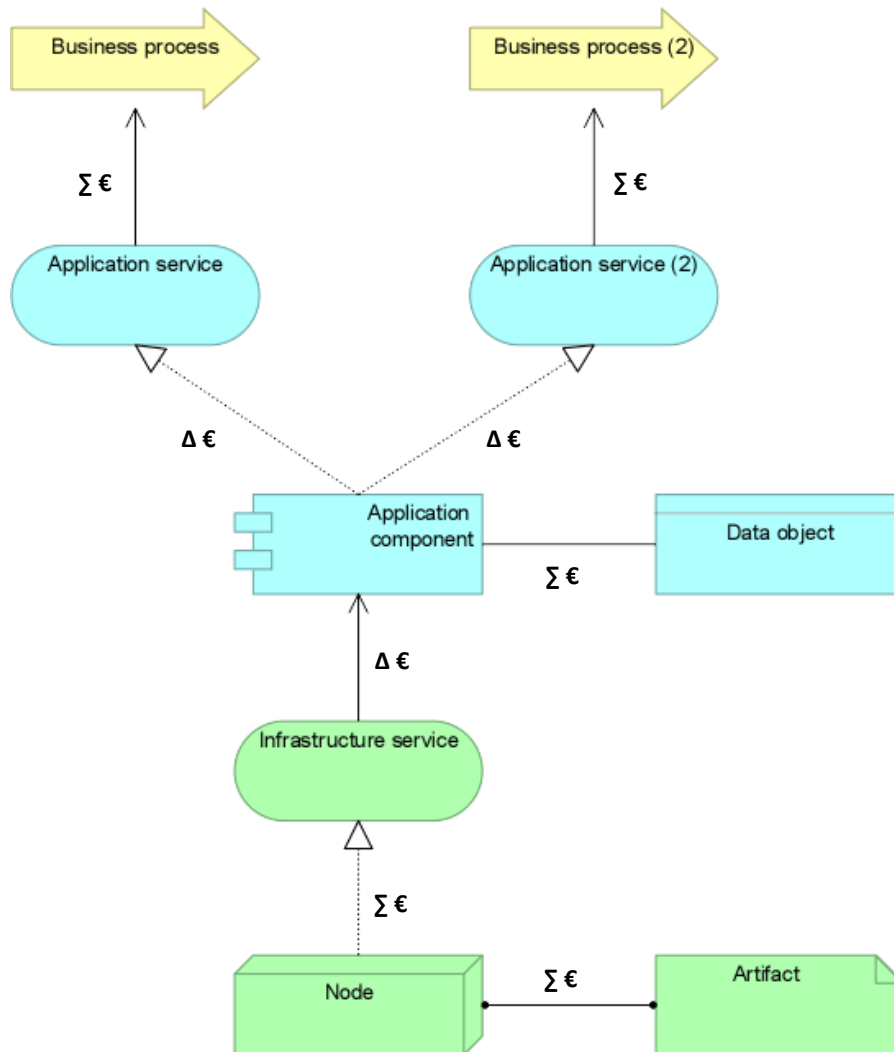 Business process
Business process (2)
∑ €
∑ €
Application service
Application service (2)
Δ €
Δ €
Application
component
Data object
∑ €
Δ €
Infrastructure service
∑ €
Node
∑ €
Artifact